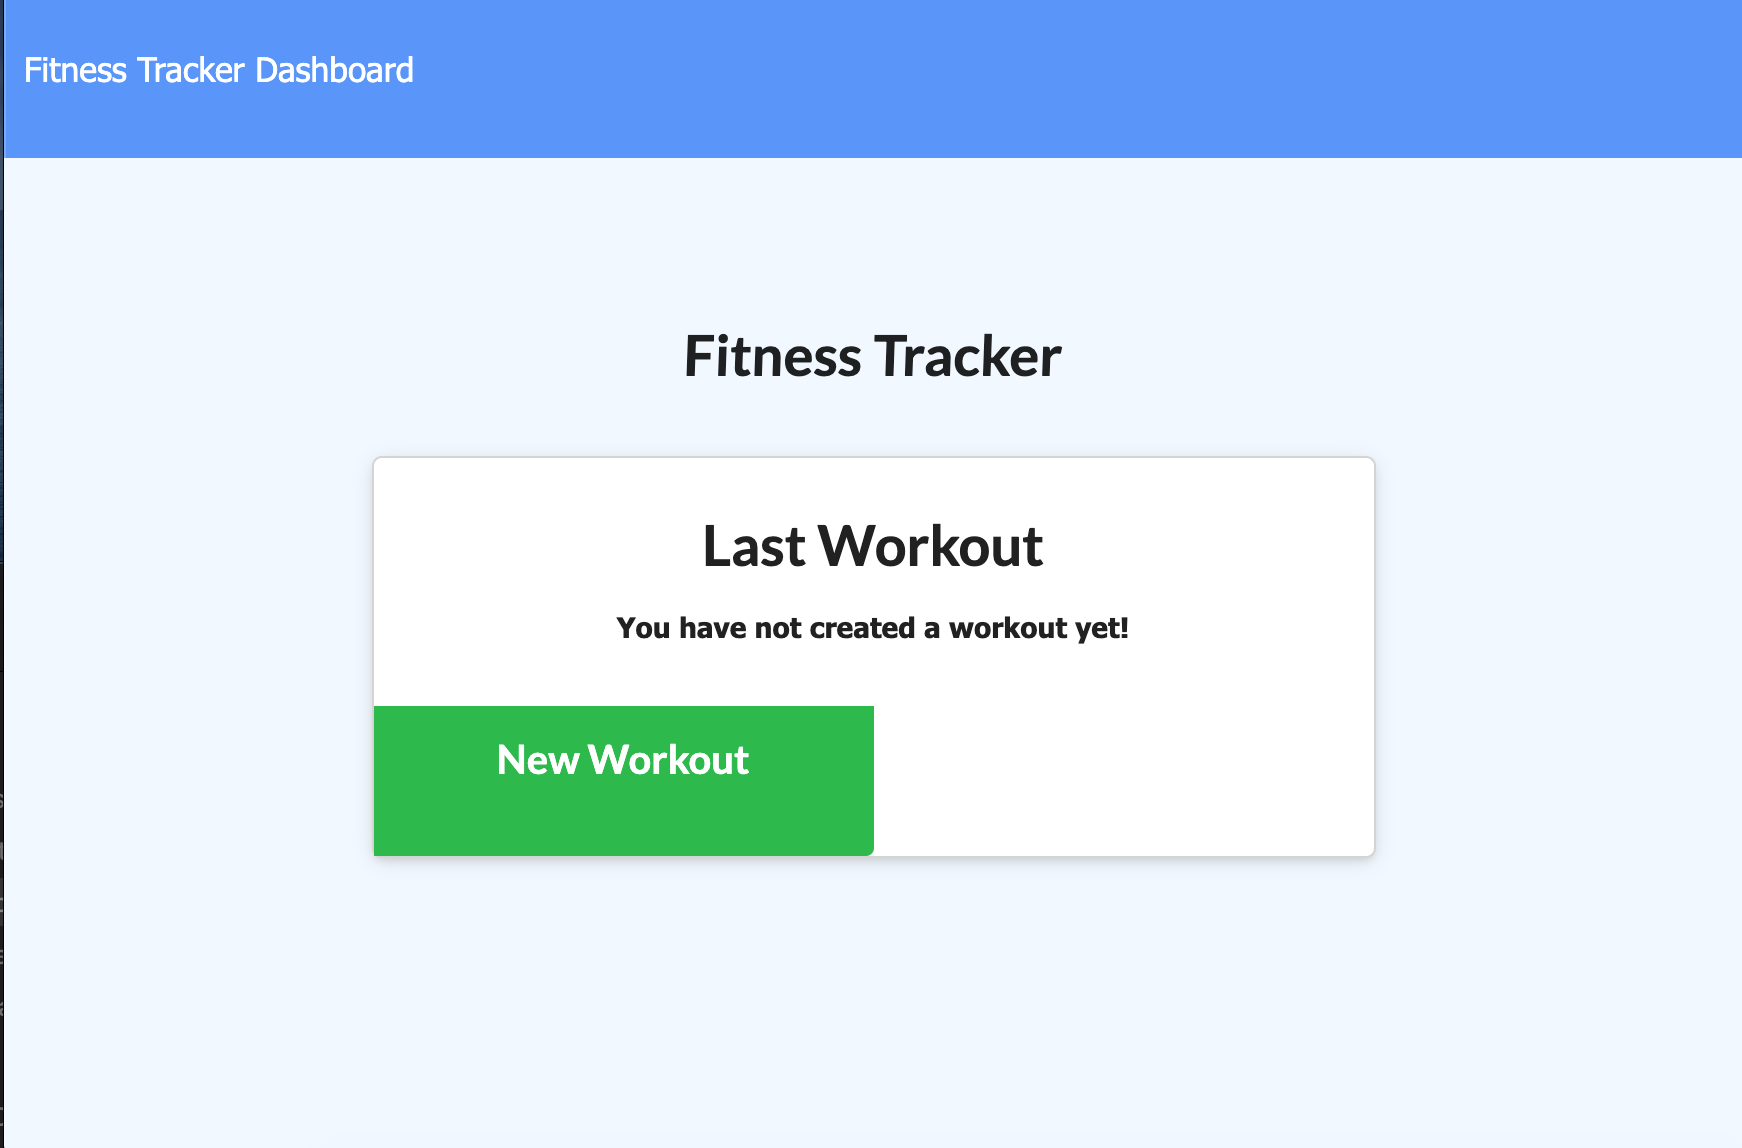 Fitness Tracker Dashboard
Fitness Tracker
Last Workout
You have not created a workout yet!
New Workout